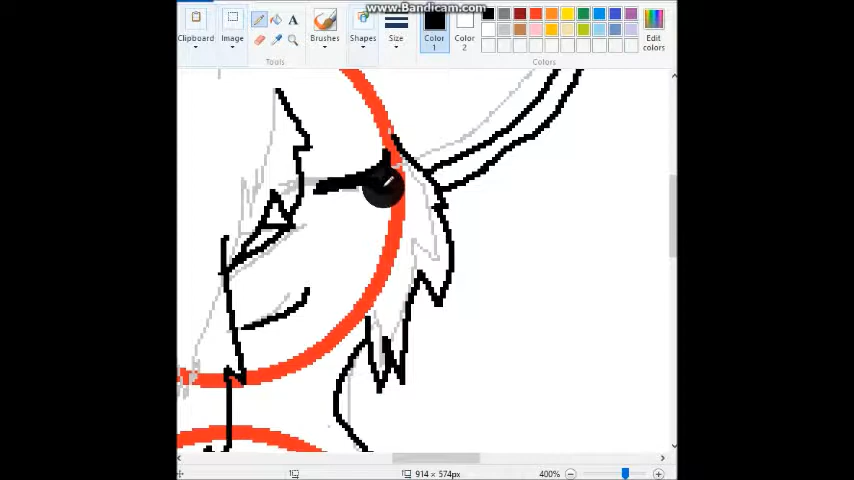 www.Bandicam.com
Clipboard
Image
Tools
A
Brushes
Shapes
Size
Color
1
Color
2
Colors
Edit
colors
914 × 574px
400%